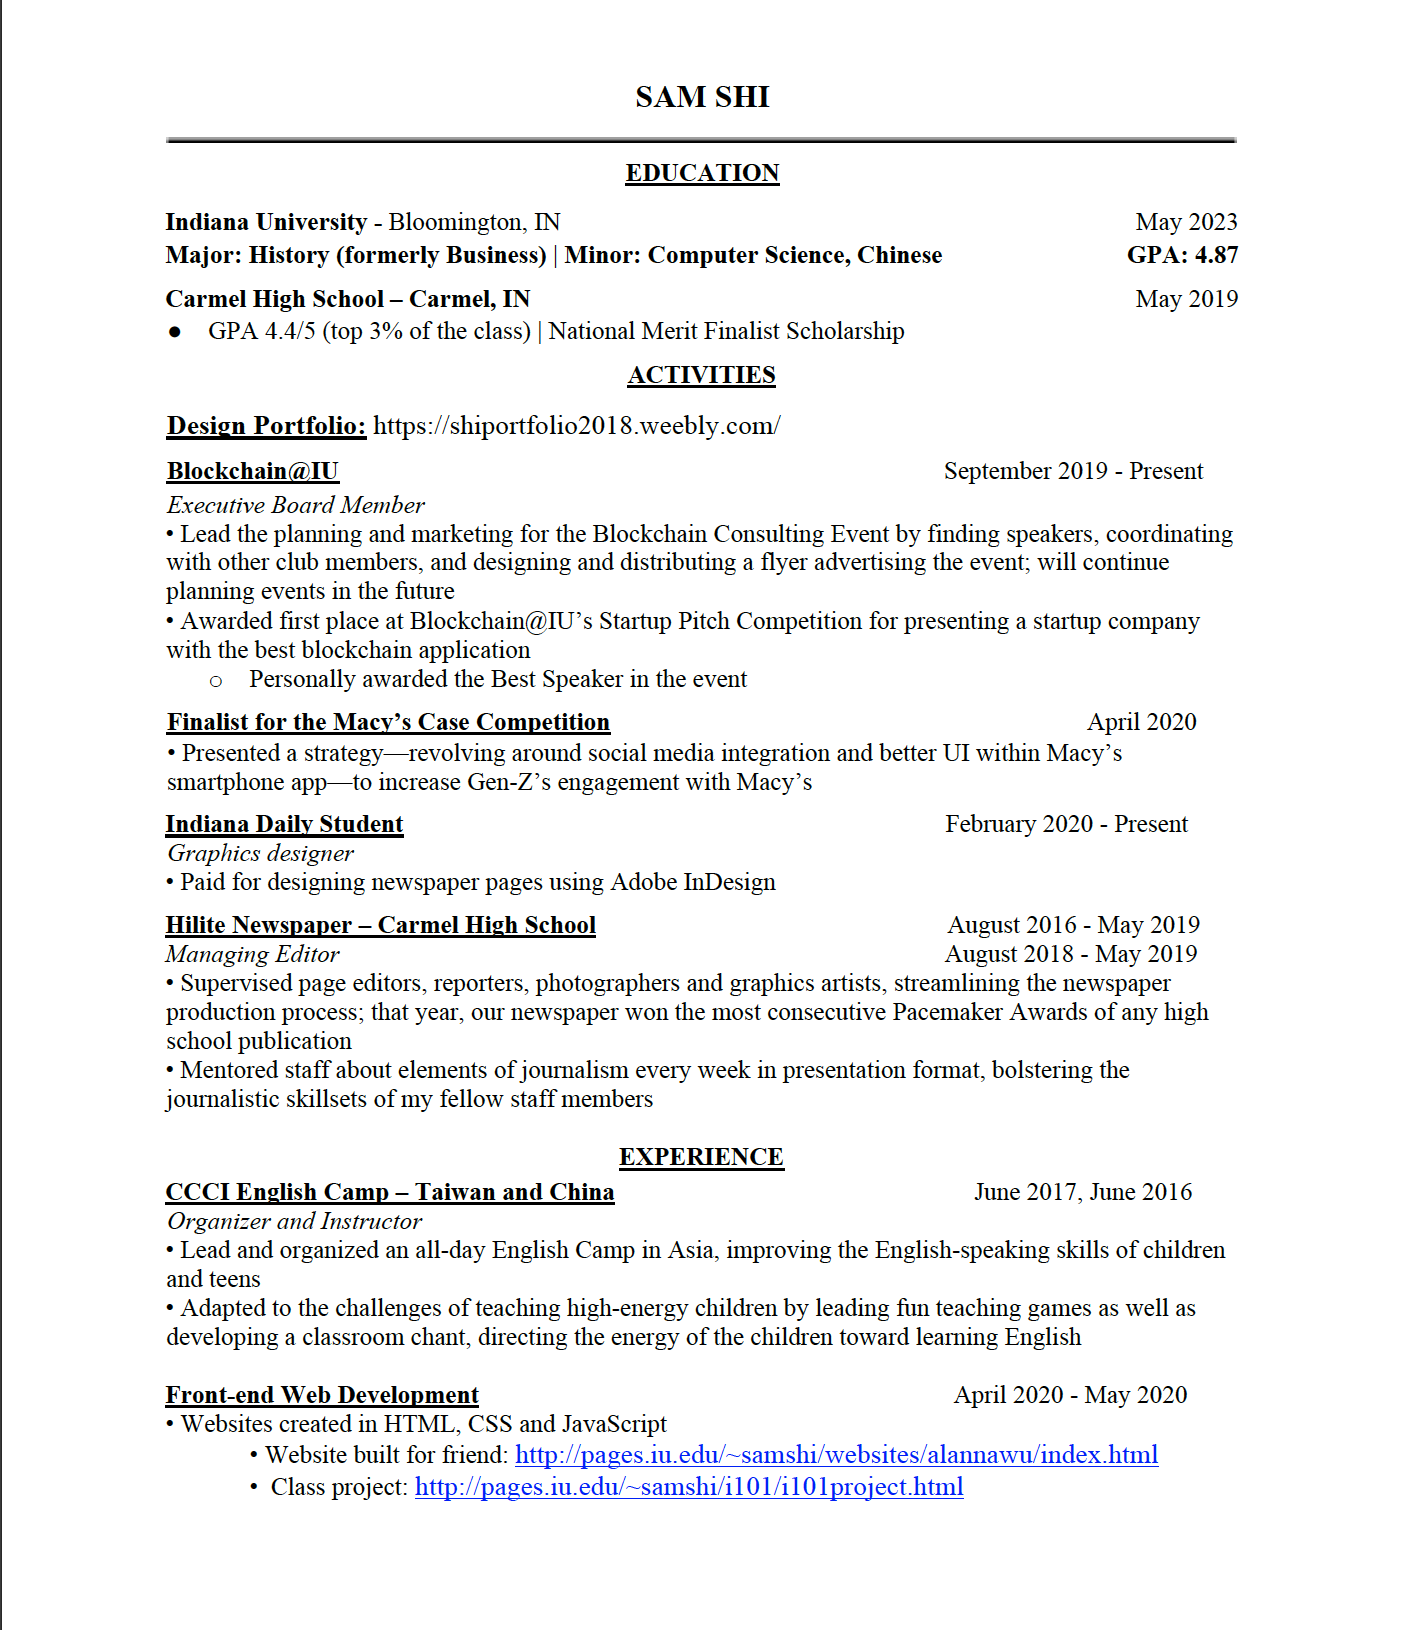 SAM SHI
EDUCATION
Indiana University - Bloomington, IN May 2023
Major: History (formerly Business) | Minor: Computer Science, Chinese GPA: 4.87
Carmel High School – Carmel, IN May 2019
● GPA 4.4/5 (top 3% of the class) | National Merit Finalist Scholarship
ACTIVITIES
Design Portfolio: https://shiportfolio2018.weebly.com/
Blockchain@IU September 2019 - Present
Executive Board Member
• Lead the planning and marketing for the Blockchain Consulting Event by finding speakers, coordinating
with other club members, and designing and distributing a flyer advertising the event; will continue
planning events in the future
• Awarded first place at Blockchain@IU’s Startup Pitch Competition for presenting a startup company
with the best blockchain application
o Personally awarded the Best Speaker in the event
Finalist for the Macy’s Case Competition April 2020
• Presented a strategy—revolving around social media integration and better UI within Macy’s
smartphone app—to increase Gen-Z’s engagement with Macy’s
Indiana Daily Student February 2020 - Present
Graphics designer
• Paid for designing newspaper pages using Adobe InDesign
Hilite Newspaper – Carmel High School August 2016 - May 2019
Managing Editor August 2018 - May 2019
• Supervised page editors, reporters, photographers and graphics artists, streamlining the newspaper
production process; that year, our newspaper won the most consecutive Pacemaker Awards of any high
school publication
• Mentored staff about elements of journalism every week in presentation format, bolstering the
journalistic skillsets of my fellow staff members
EXPERIENCE
CCCI English Camp – Taiwan and China June 2017, June 2016
Organizer and Instructor
• Lead and organized an all-day English Camp in Asia, improving the English-speaking skills of children
and teens
• Adapted to the challenges of teaching high-energy children by leading fun teaching games as well as
developing a classroom chant, directing the energy of the children toward learning English
Front-end Web Development April 2020 - May 2020
• Websites created in HTML, CSS and JavaScript
• Website built for friend: http://pages.iu.edu/~samshi/websites/alannawu/index.html
• Class project: http://pages.iu.edu/~samshi/i101/i101project.html